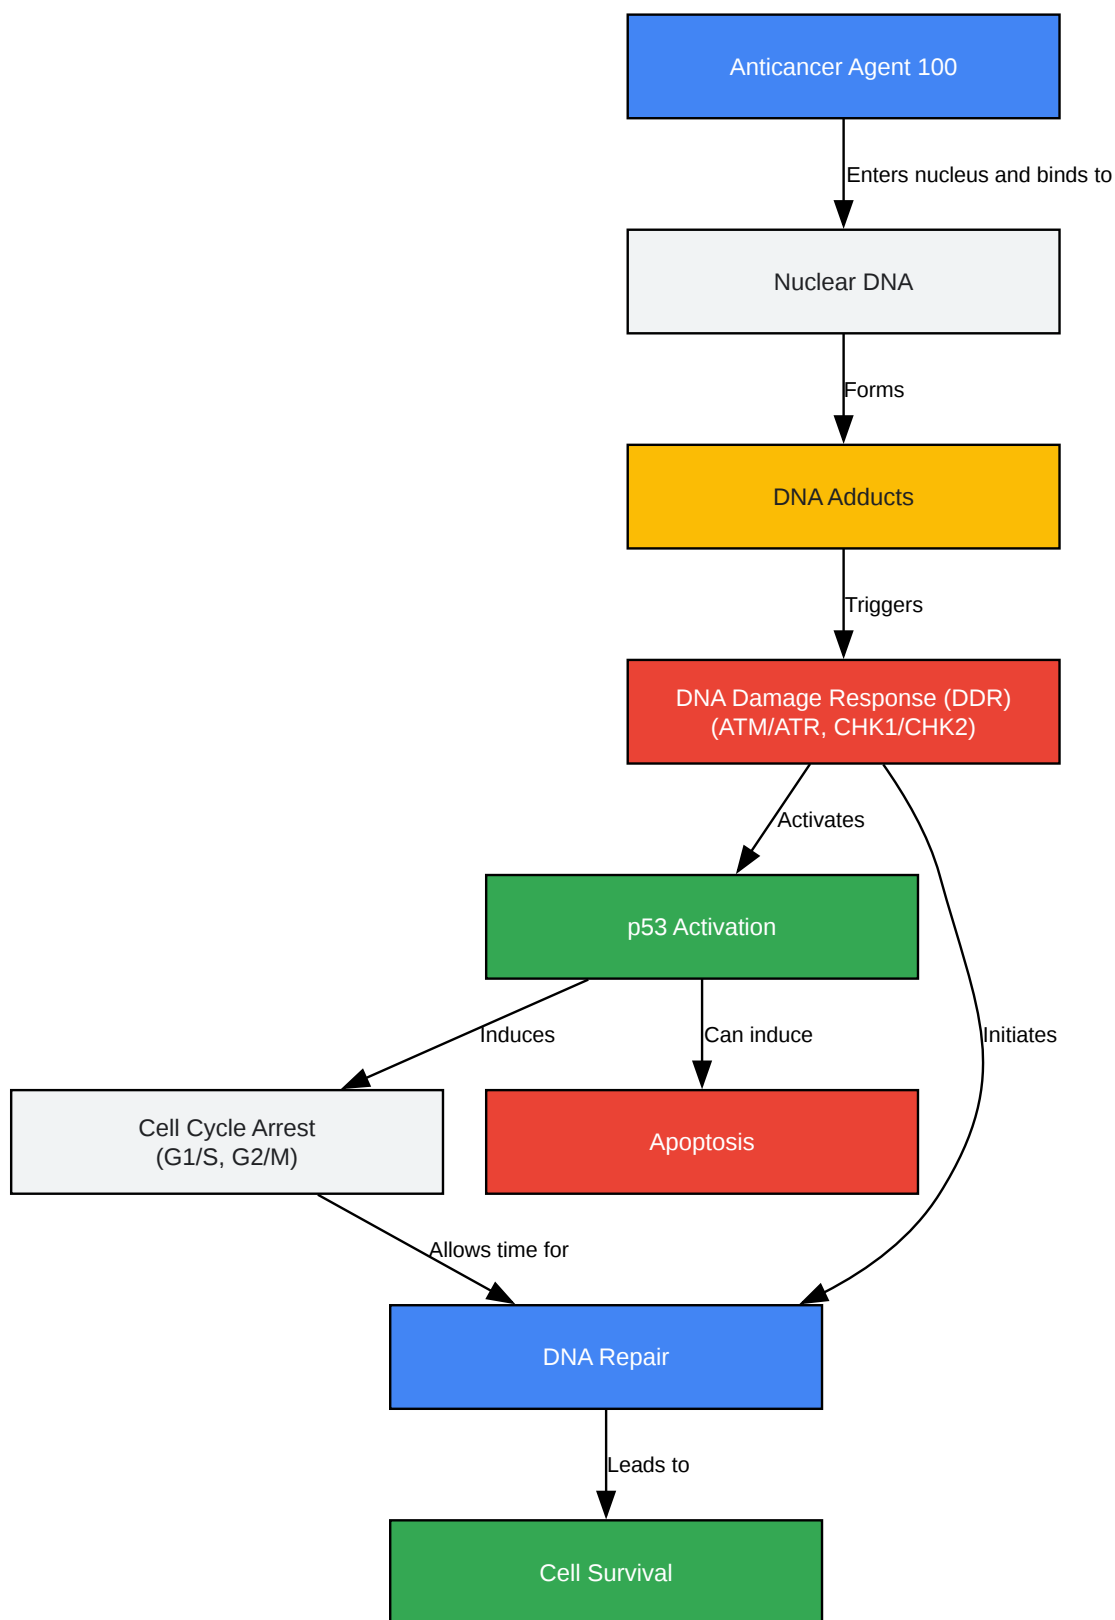 Anticancer Agent 100
Enters nucleus and binds to
Nuclear DNA
Forms
DNA Adducts
Triggers
DNA Damage Response (DDR)
(ATM/ATR, CHK1/CHK2)
Activates
p53 Activation
Induces
Can induce
Initiates
Cell Cycle Arrest
(G1/S, G2/M)
Apoptosis
Allows time for
DNA Repair
Leads to
Cell Survival